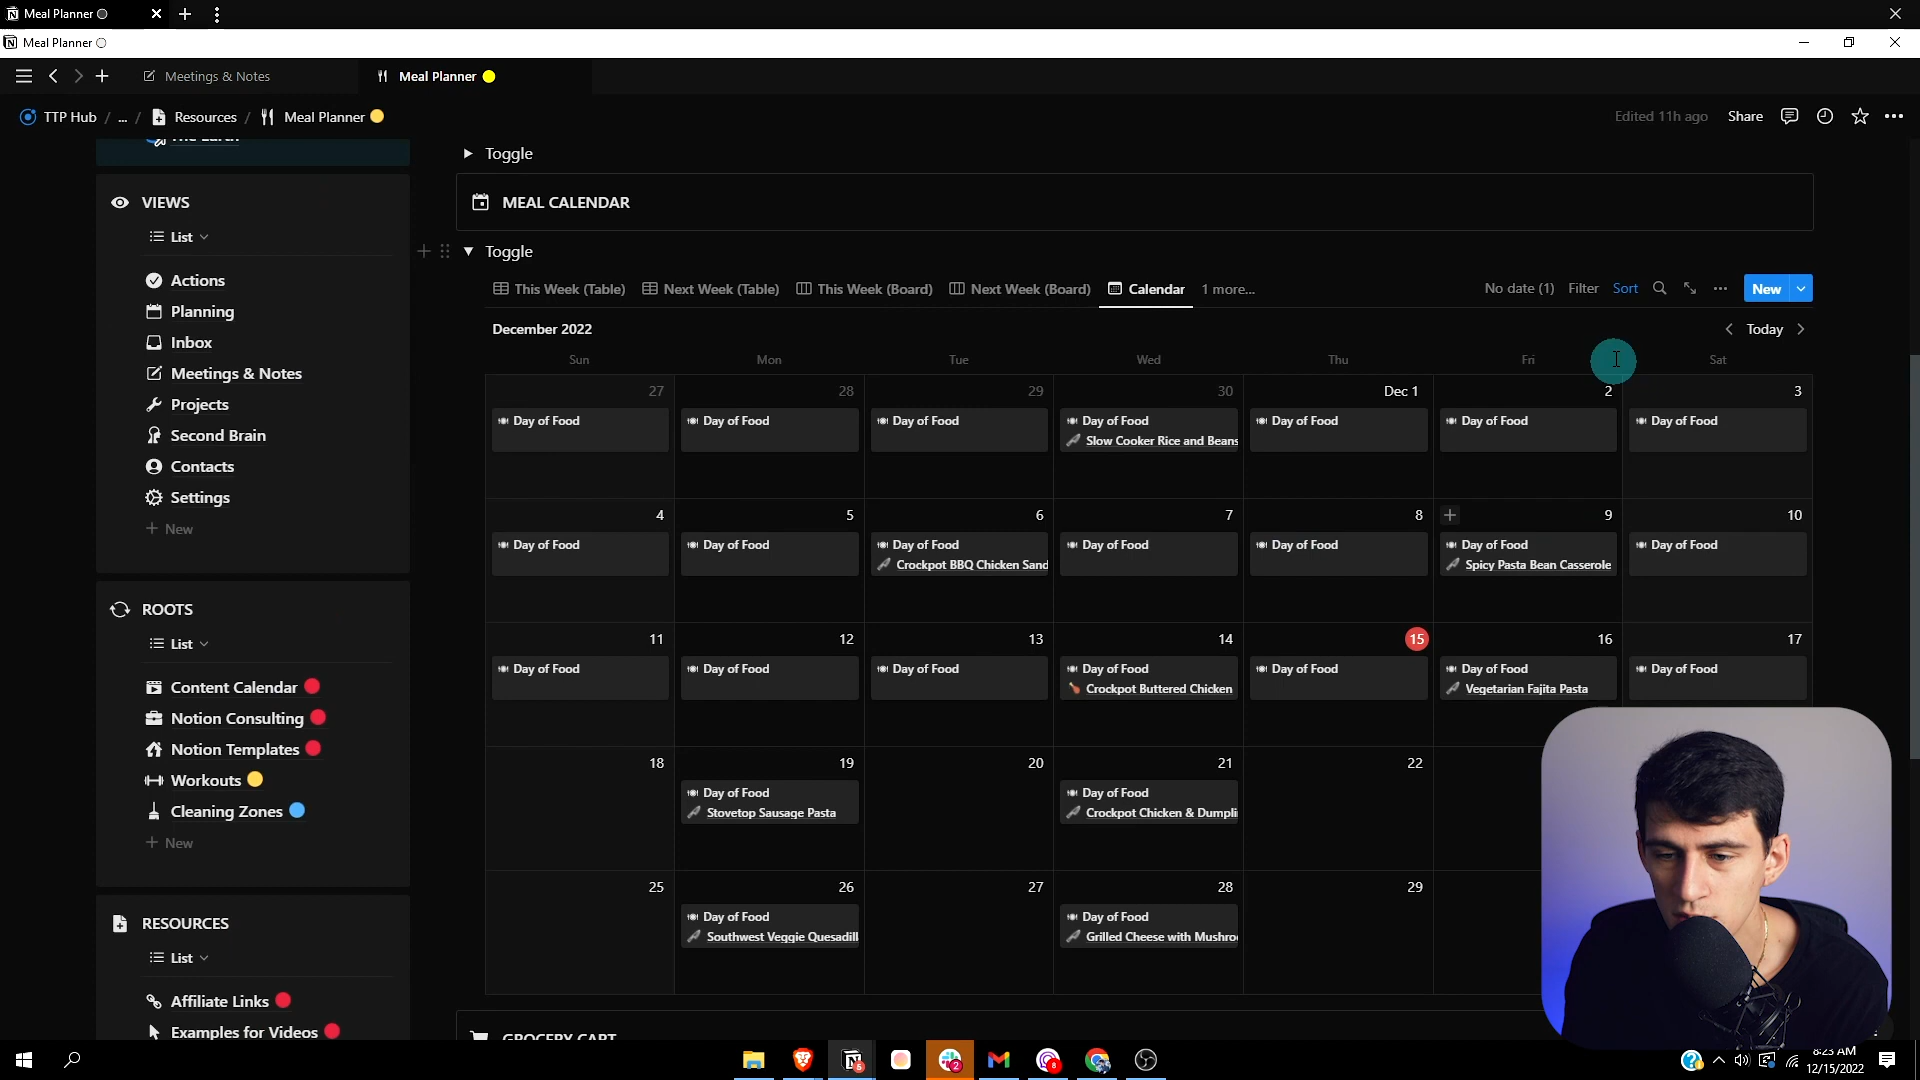 Meal Planner
Meal Planner
Meetings & Notes
Meal Planner
TTP Hub / ... / Resources / Meal Planner
Edited 11h ago
Share
The Earth
VIEWS
List
Actions
Planning
Inbox
Meetings & Notes
Projects
Second Brain
Contacts
Settings
+ New
ROOTS
List
Content Calendar
Notion Consulting
Notion Templates
Workouts
Cleaning Zones
+ New
RESOURCES
List
Affiliate Links
Examples for Videos
Toggle
MEAL CALENDAR
Toggle
This Week (Table) Next Week (Table) This Week (Board) Next Week (Board) Calendar 1 more...
No date (1) Filter Sort New
December 2022
Today
Sun Mon Tue Wed Thu Fri Sat
27 28 29 30 Dec 1 2 3
Day of Food Day of Food Day of Food Day of Food Day of Food Day of Food Day of Food
Slow Cooker Rice and Beans
4 5 6 7 8 9 10
Day of Food Day of Food Day of Food Day of Food Day of Food Day of Food Day of Food
Crockpot BBQ Chicken Sand Spicy Pasta Bean Casserole
11 12 13 14 15 16 17
Day of Food Day of Food Day of Food Day of Food Day of Food Day of Food Day of Food
Crockpot Buttered Chicken Vegetarian Fajita Pasta
18 19 20 21 22
Day of Food Day of Food
Stovetop Sausage Pasta Crockpot Chicken & Dumpli
25 26 27 28 29
Day of Food Day of Food
Southwest Veggie Quesadill Grilled Cheese with Mushro
GROCERY CART
5
2
8
8:23 AM
12/15/2022